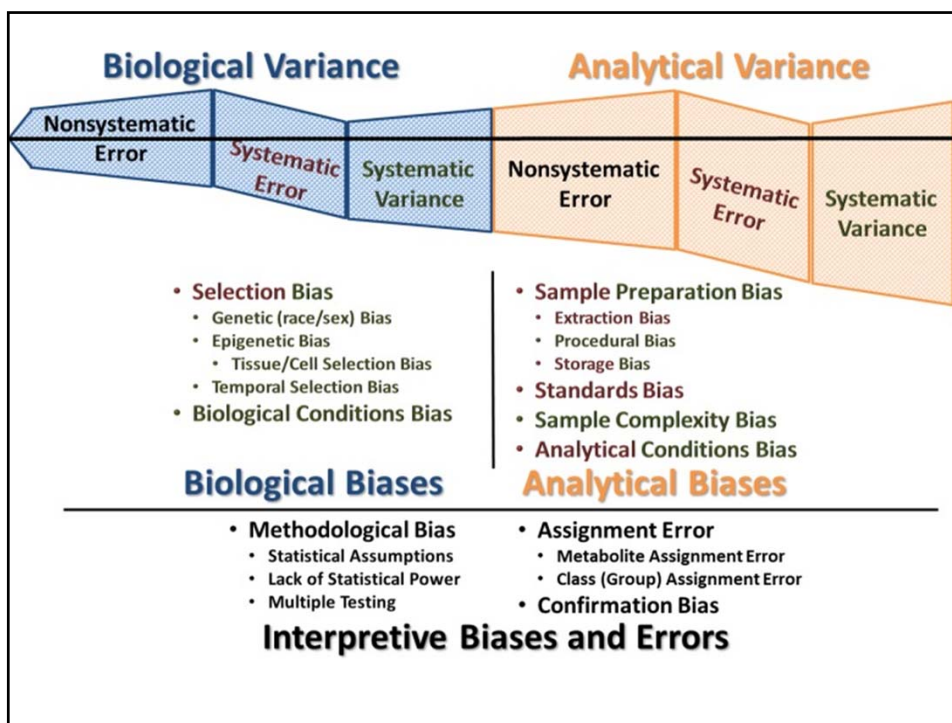 Biological Variance
Analytical Variance
Nonsystematic
Error
Systematic
Error
Systematic
Variance
Nonsystematic
Error
Systematic
Error
Systematic
Variance
• Selection Bias
• Genetic (race/sex) Bias
• Epigenetic Bias
• Tissue/Cell Selection Bias
• Temporal Selection Bias
• Biological Conditions Bias
Biological Biases
• Sample Preparation Bias
• Extraction Bias
• Procedural Bias
• Storage Bias
• Standards Bias
• Sample Complexity Bias
• Analytical Conditions Bias
Analytical Biases
• Methodological Bias
• Statistical Assumptions
• Lack of Statistical Power
• Multiple Testing
• Assignment Error
• Metabolite Assignment Error
• Class (Group) Assignment Error
• Confirmation Bias
Interpretive Biases and Errors